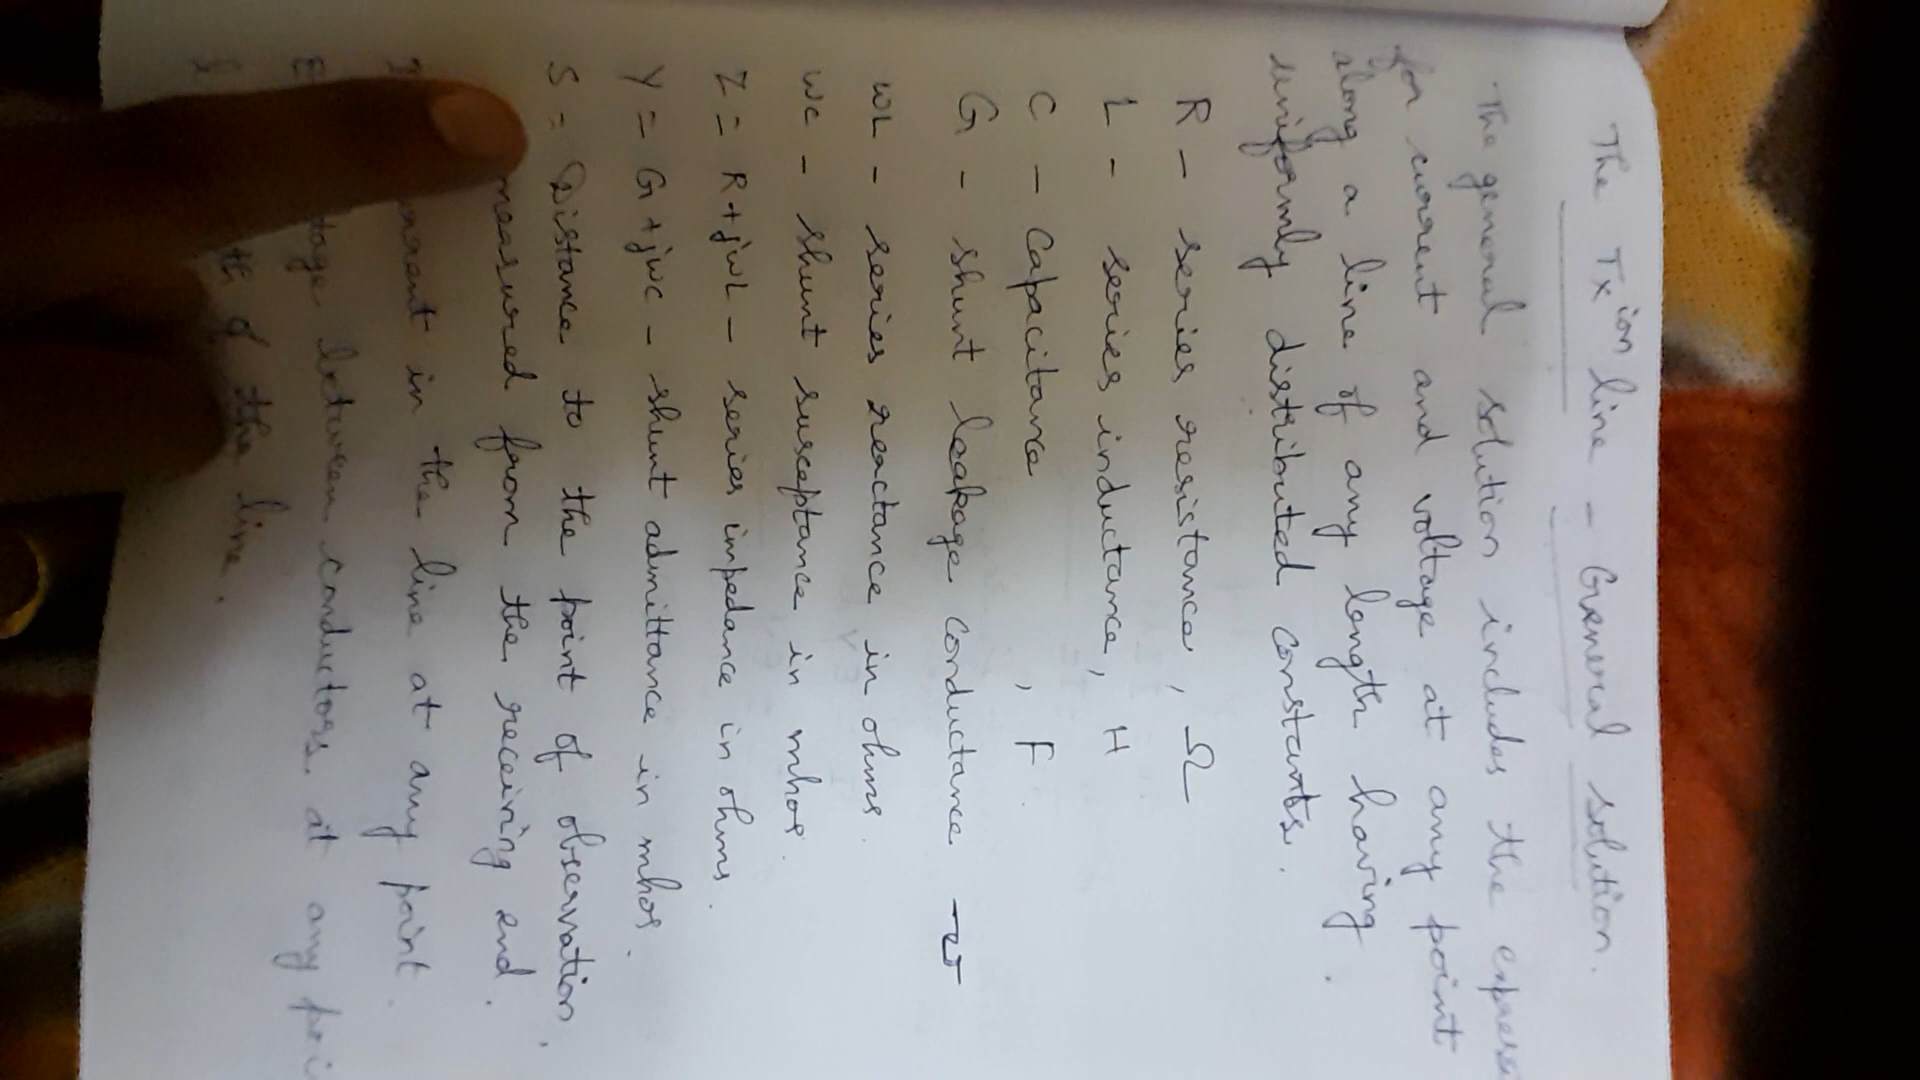 The Txion line - General solution.
The general solution includes the
for current and voltage at any point
along a line of any length having
uniformly distributed constants.
R - series resistance, Ω
L - series inductance, H
C - Capacitance, F
G - shunt leakage conductance - ℧
ωL - series reactance in ohms.
ωc - shunt susceptance in mhos.
Z = R+jωL - series impedance in ohms.
Y = G+jωc - shunt admittance in mhos.
S = Distance to the point of observation,
measured from the receiving end.
in the line at any point.
between conductors at any
of the line.